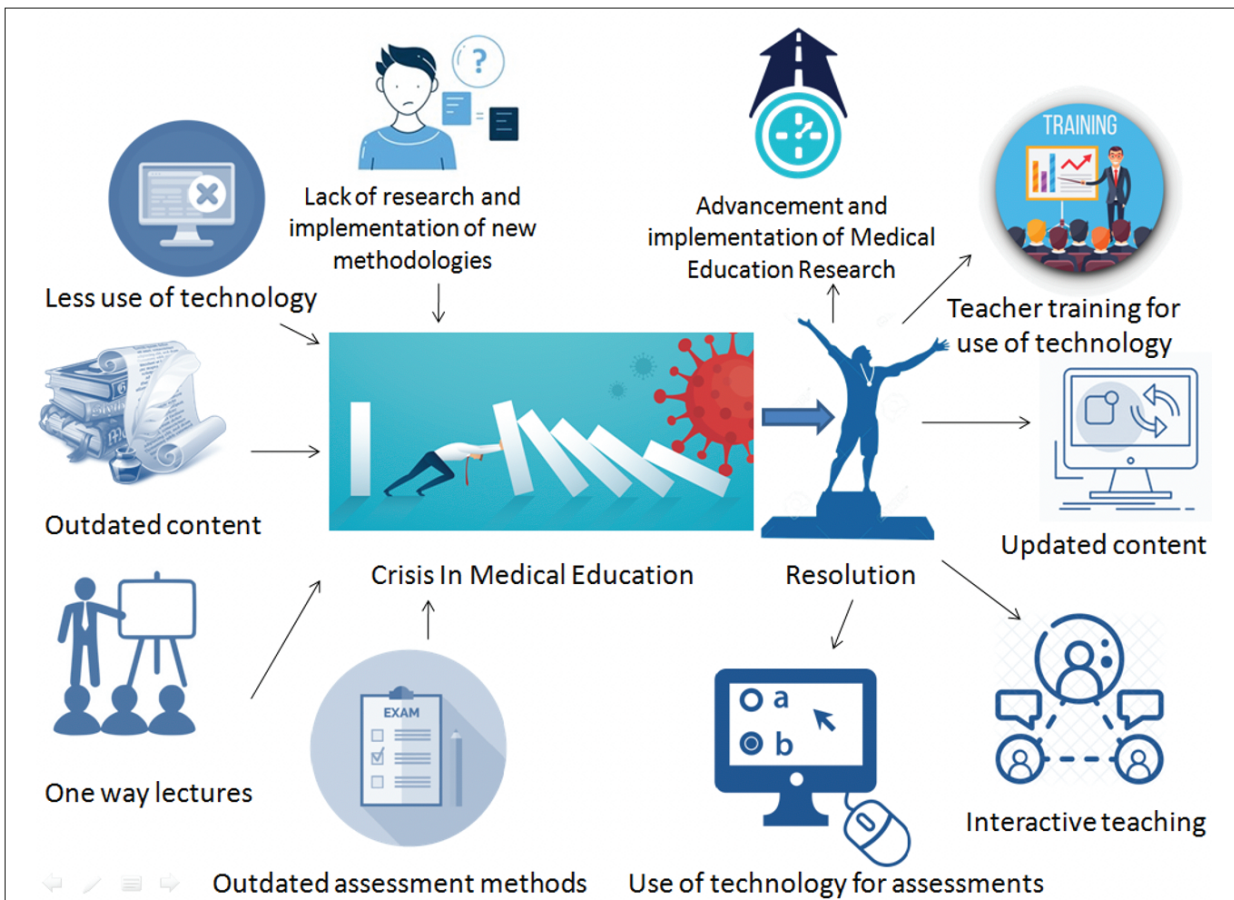 Lack of research and
implementation of new
methodologies
Less use of technology
Outdated content
One way lectures
EXAM
Outdated assessment methods
Crisis In Medical Education
Resolution
Advancement and
implementation of Medical
Education Research
TRAINING
Teacher training for
use of technology
Updated content
Interactive teaching
a
b
Use of technology for assessments
?
=